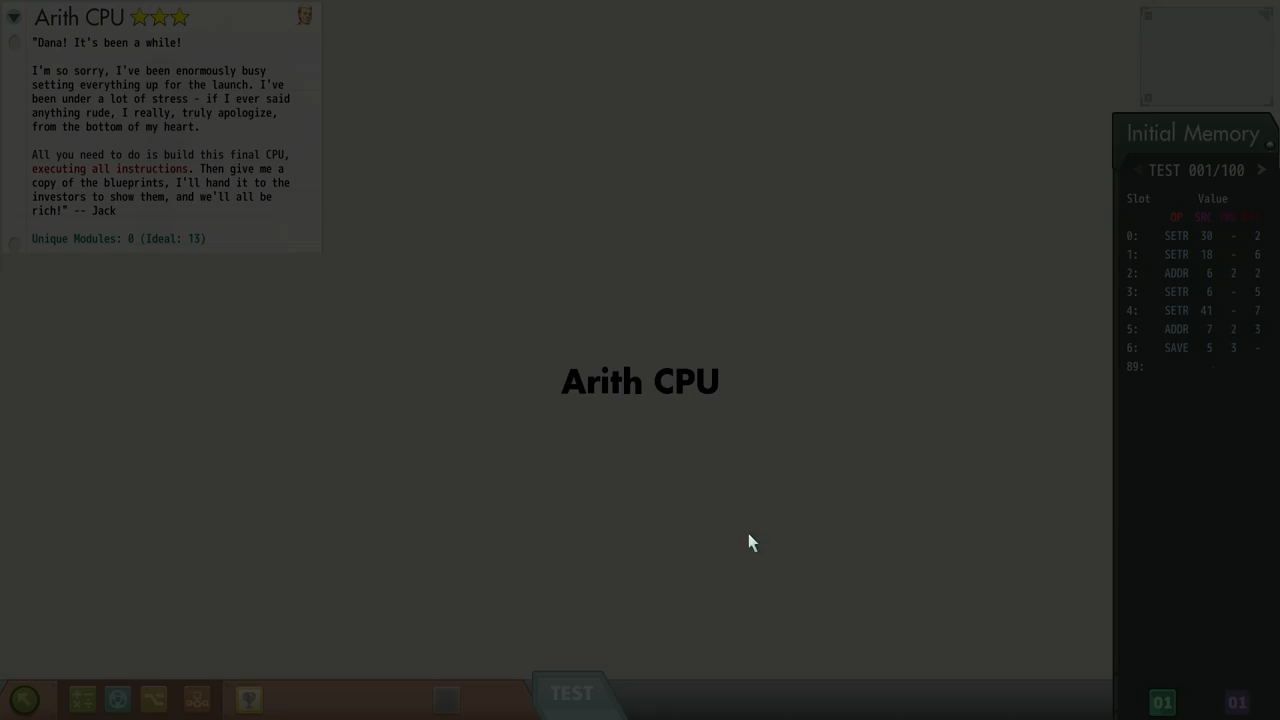 Arith CPU
"Dana! It's been a while!
I'm so sorry, I've been enormously busy
setting everything up for the launch. I've
been under a lot of stress - if I ever said
anything rude, I really, truly apologize,
from the bottom of my heart.
All you need to do is build this final CPU,
executing all instructions. Then give me a
copy of the blueprints, I'll hand it to the
investors to show them, and we'll all be
rich!" -- Jack
Unique Modules: 0 (Ideal: 13)
Arith CPU
TEST
Initial Memory
< TEST 001/100 >
Slot Value
OP SRC
0: SETR 30 - 2
1: SETR 18 - 6
2: ADDR 6 2 2
3: SETR 6 - 5
4: SETR 41 - 7
5: ADDR 7 2 3
6: SAVE 5 3 -
89:
01 01